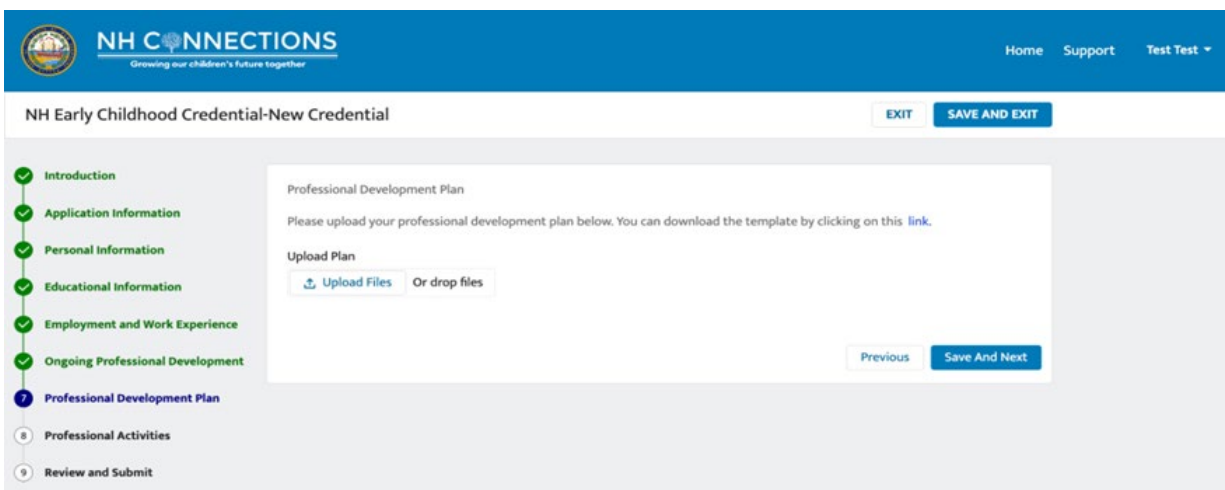 NH CONNECTIONS
Growing our children's future together
Home Support Test Test
NH Early Childhood Credential-New Credential
EXIT SAVE AND EXIT
Introduction
Application Information
Personal Information
Educational Information
Employment and Work Experience
Ongoing Professional Development
7 Professional Development Plan
8 Professional Activities
9 Review and Submit
Professional Development Plan
Please upload your professional development plan below. You can download the template by clicking on this link.
Upload Plan
Upload Files Or drop files
Previous Save And Next